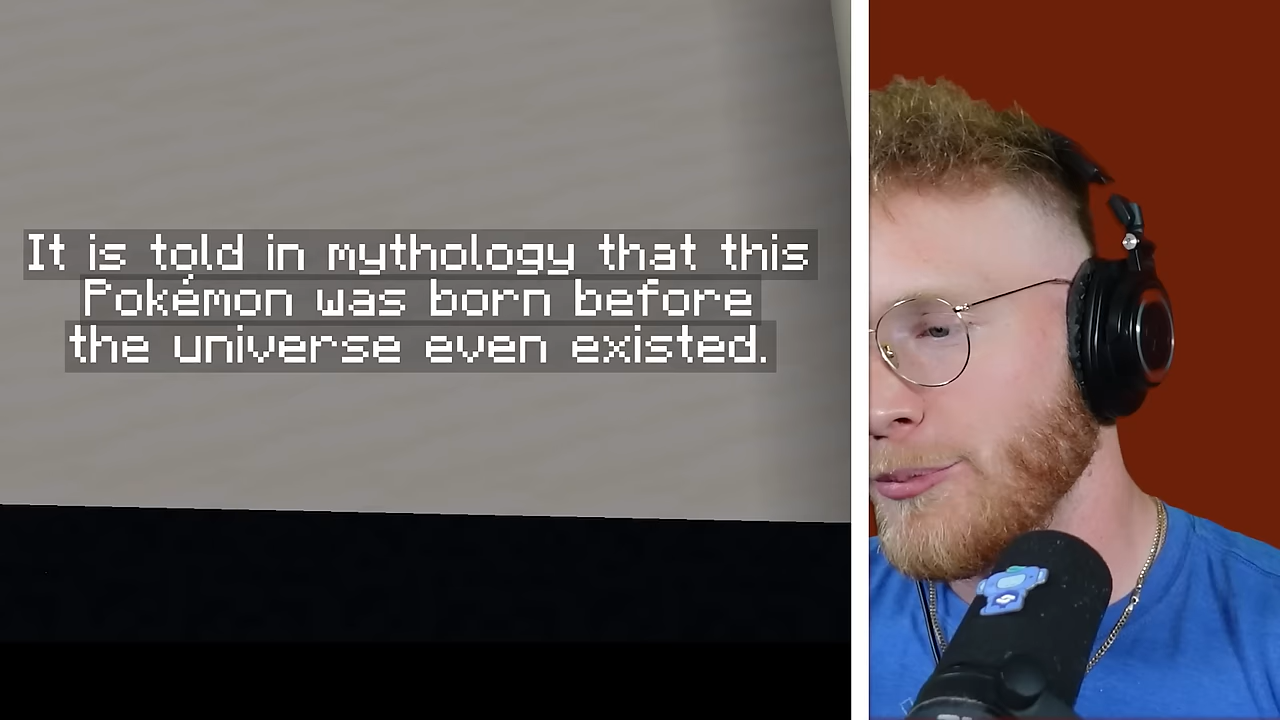 It is told in mythology that this
Pokémon was born before
the universe even existed.